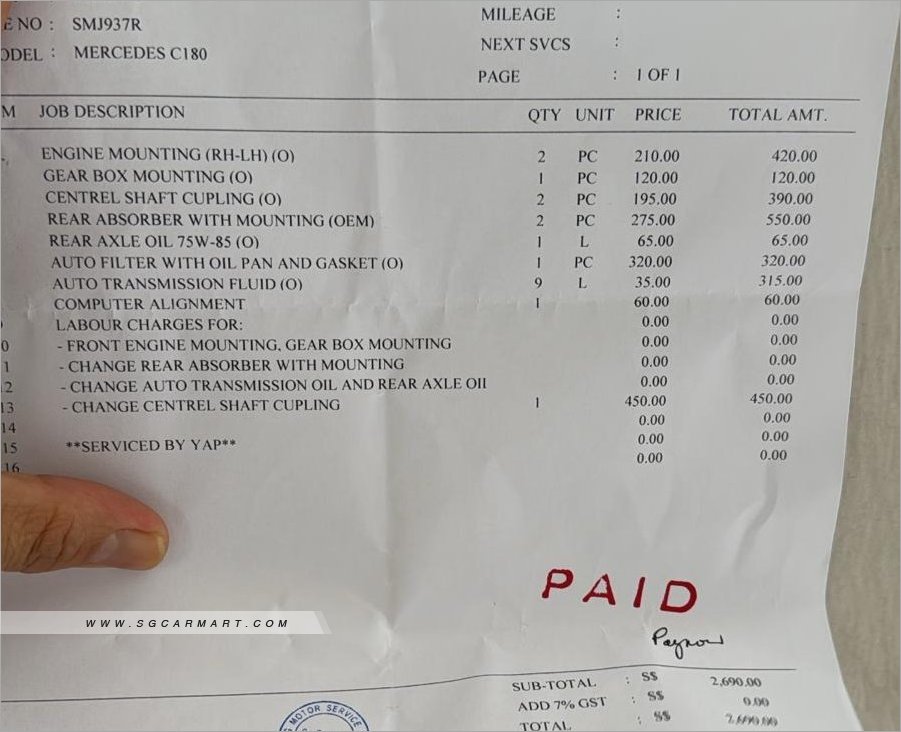 E NO : SMJ937R
MILEAGE :
ODEL : MERCEDES C180
NEXT SVCS :
PAGE : 1 OF 1
M JOB DESCRIPTION QTY UNIT PRICE TOTAL AMT.
ENGINE MOUNTING (RH-LH) (O) 2 PC 210.00 420.00
GEAR BOX MOUNTING (O) 1 PC 120.00 120.00
CENTREL SHAFT CUPLING (O) 2 PC 195.00 390.00
REAR ABSORBER WITH MOUNTING (OEM) 2 PC 275.00 550.00
REAR AXLE OIL 75W-85 (O) 1 L 65.00 65.00
AUTO FILTER WITH OIL PAN AND GASKET (O) 1 PC 320.00 320.00
AUTO TRANSMISSION FLUID (O) 9 L 35.00 315.00
COMPUTER ALIGNMENT 1 60.00 60.00
LABOUR CHARGES FOR: 0.00 0.00
0 - FRONT ENGINE MOUNTING, GEAR BOX MOUNTING 0.00 0.00
1 - CHANGE REAR ABSORBER WITH MOUNTING 0.00 0.00
2 - CHANGE AUTO TRANSMISSION OIL AND REAR AXLE OIL 0.00 0.00
13 - CHANGE CENTREL SHAFT CUPLING 1 450.00 450.00
14 0.00 0.00
15 **SERVICED BY YAP** 0.00 0.00
16 0.00 0.00
PAID
Paynow
WWW.SGCARMART.COM
SUB-TOTAL : S$ 2,690.00
ADD 7% GST : S$ 0.00
TOTAL : S$ 2,690.00
MOTOR SERVICE